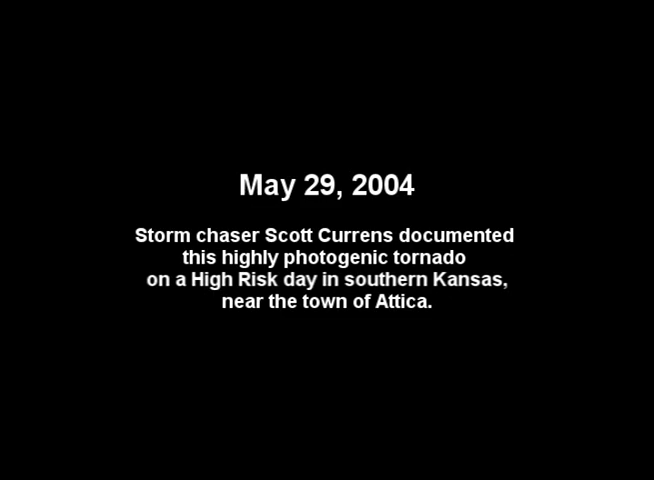 May 29, 2004
Storm chaser Scott Currens documented
this highly photogenic tornado
on a High Risk day in southern Kansas,
near the town of Attica.